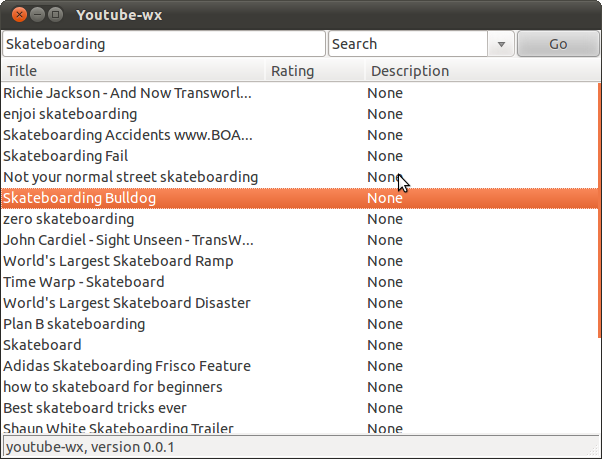 Youtube-wx
Skateboarding Search Go
Title Rating Description
Richie Jackson - And Now Transworl... None
enjoi skateboarding None
Skateboarding Accidents www.BOA... None
Skateboarding Fail None
Not your normal street skateboarding None
Skateboarding Bulldog None
zero skateboarding None
John Cardiel - Sight Unseen - TransW... None
World's Largest Skateboard Ramp None
Time Warp - Skateboard None
World's Largest Skateboard Disaster None
Plan B skateboarding None
Skateboard None
Adidas Skateboarding Frisco Feature None
how to skateboard for beginners None
Best skateboard tricks ever None
Shaun White Skateboarding Trailer None
youtube-wx, version 0.0.1